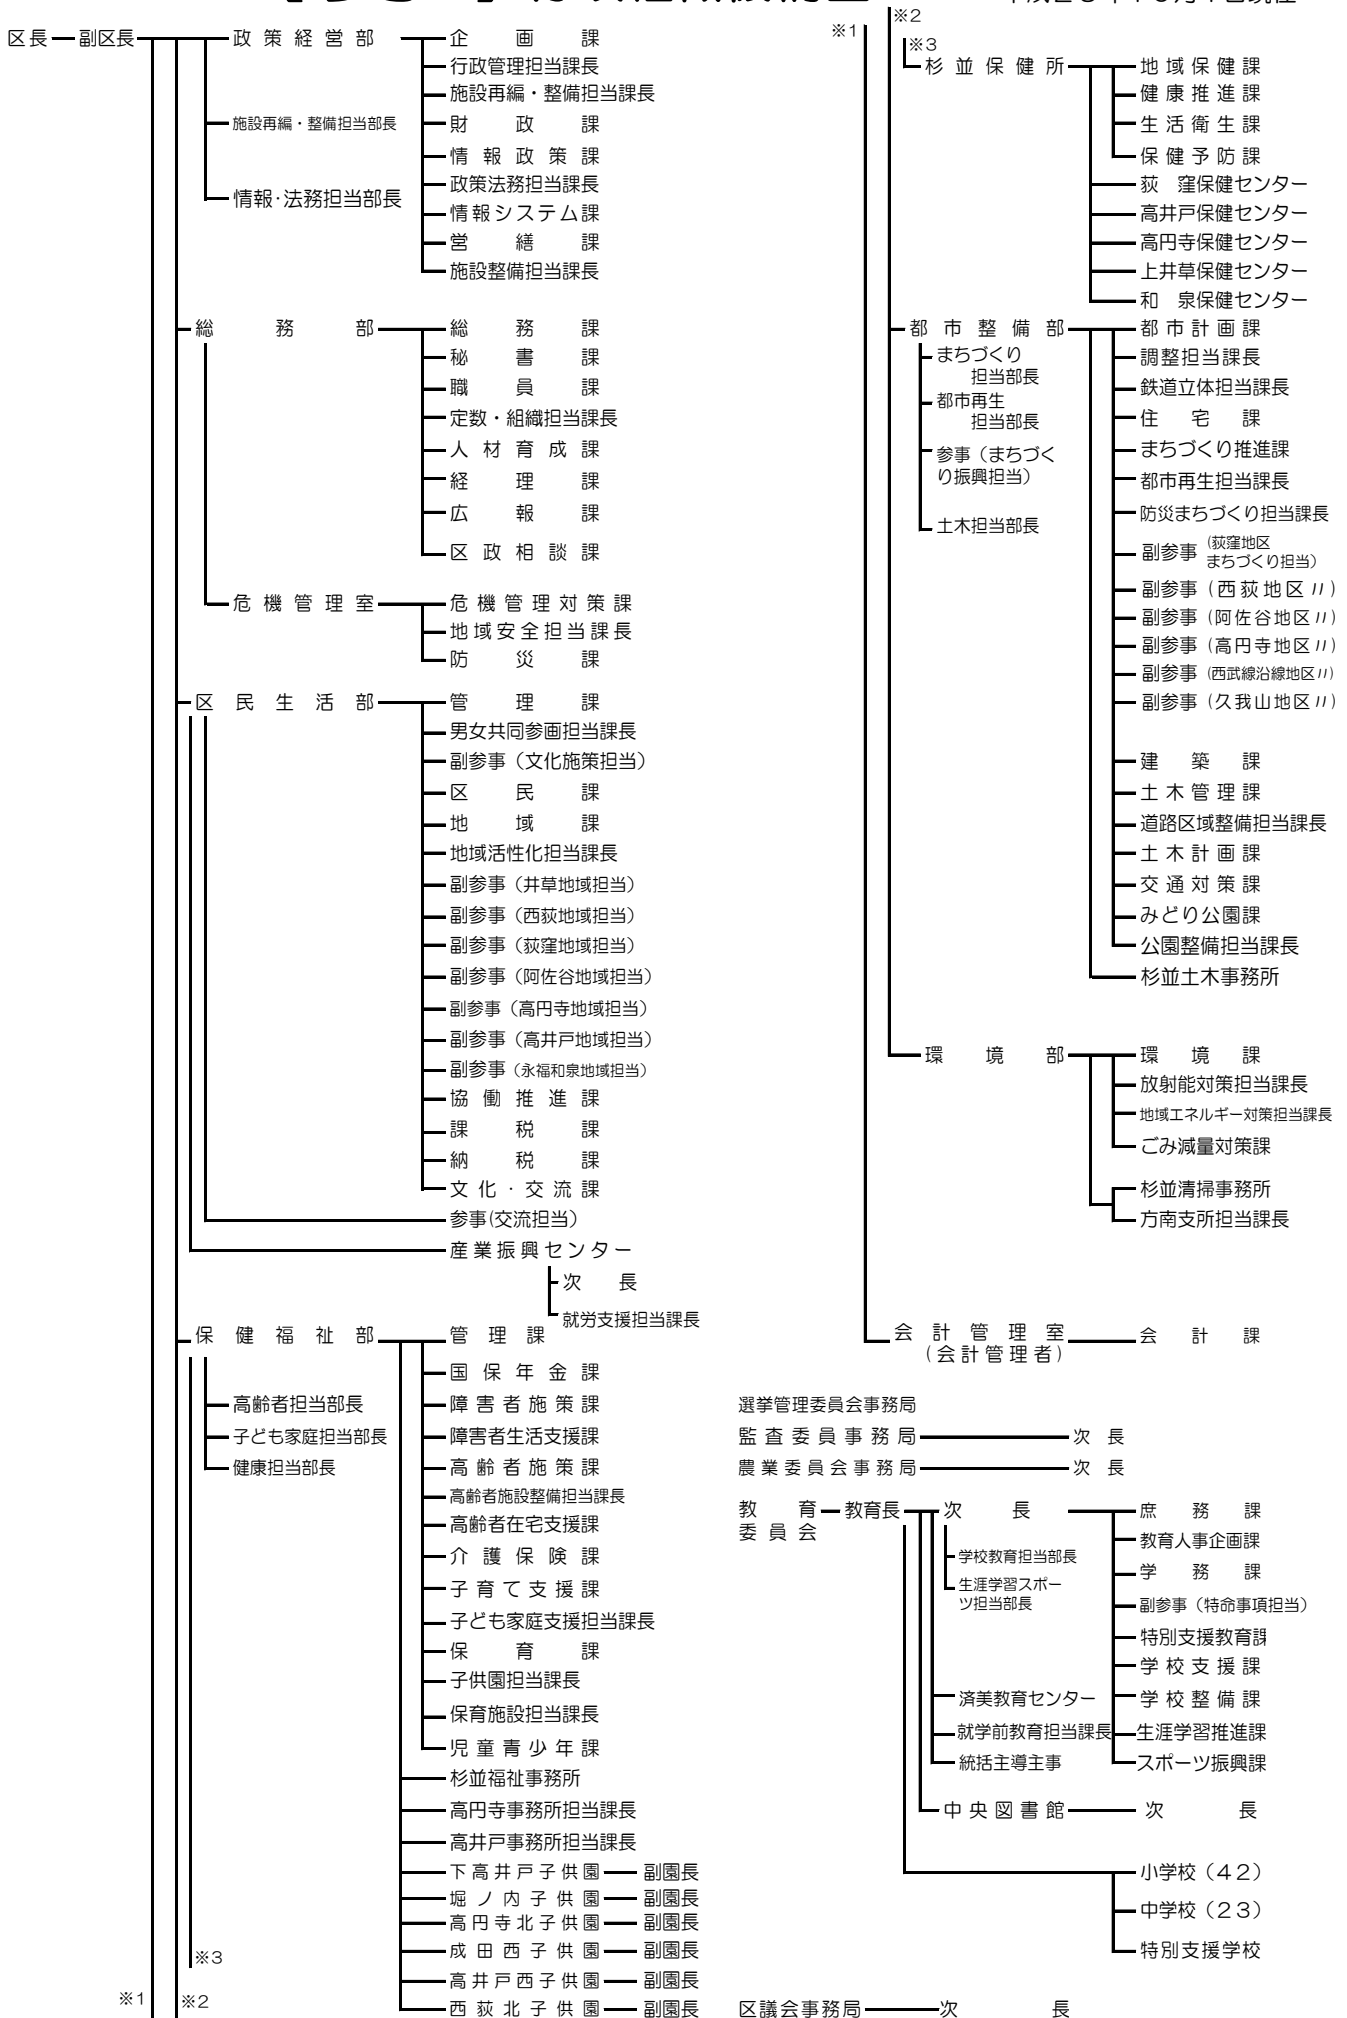 区長 副区長 政策経営部 企画課
行政管理担当課長
施設再編・整備担当課長
施設再編・整備担当部長 財政課
情報政策課
政策法務担当課長
情報・法務担当部長
情報システム課
営繕課
施設整備担当課長
総務部 総務課
秘書課
職員課
定数・組織担当課長
人材育成課
経理課
広報課
区政相談課
危機管理室 危機管理対策課
地域安全担当課長
防災課
区民生活部 管理課
男女共同参画担当課長
副参事（文化施策担当）
区民課
地域課
地域活性化担当課長
副参事（井草地域担当）
副参事（西荻地域担当）
副参事（荻窪地域担当）
副参事（阿佐谷地域担当）
副参事（高円寺地域担当）
副参事（高井戸地域担当）
副参事（永福和泉地域担当）
協働推進課
課税課
納税課
文化・交流課
参事(交流担当）
産業振興センター
次長
就労支援担当課長
保健福祉部 管理課
国保年金課
高齢者担当部長 障害者施策課
子ども家庭担当部長 障害者生活支援課
健康担当部長 高齢者施策課
高齢者施設整備担当課長
高齢者在宅支援課
介護保険課
子育て支援課
子ども家庭支援担当課長
保育課
子供園担当課長
保育施設担当課長
児童青少年課
杉並福祉事務所
高円寺事務所担当課長
高井戸事務所担当課長
下高井戸子供園 副園長
堀ノ内子供園 副園長
高円寺北子供園 副園長
成田西子供園 副園長
高井戸西子供園 副園長
西荻北子供園 副園長
※3
※1 ※2
※1 ※2
※3
杉並保健所 地域保健課
健康推進課
生活衛生課
保健予防課
荻窪保健センター
高井戸保健センター
高円寺保健センター
上井草保健センター
和泉保健センター
都市整備部 都市計画課
まちづくり
担当部長
調整担当課長
鉄道立体担当課長
都市再生
担当部長
住宅課
参事（まちづく
り振興担当）
まちづくり推進課
都市再生担当課長
土木担当部長
防災まちづくり担当課長
副参事（荻窪地区
まちづくり担当）
副参事（西荻地区〃）
副参事（阿佐谷地区〃）
副参事（高円寺地区〃）
副参事（西武線沿線地区〃）
副参事（久我山地区〃）
建築課
土木管理課
道路区域整備担当課長
土木計画課
交通対策課
みどり公園課
公園整備担当課長
杉並土木事務所
環境部 環境課
放射能対策担当課長
地域エネルギー対策担当課長
ごみ減量対策課
杉並清掃事務所
方南支所担当課長
会計管理室 会計課
（会計管理者）
選挙管理委員会事務局
監査委員事務局 次長
農業委員会事務局 次長
教育
委員会
教育長 次長 庶務課
教育人事企画課
学校教育担当部長
学務課
生涯学習スポー
ツ担当部長
副参事（特命事項担当）
特別支援教育課
学校支援課
済美教育センター 学校整備課
就学前教育担当課長 生涯学習推進課
統括主導主事 スポーツ振興課
中央図書館 次長
小学校（４２）
中学校（２３）
特別支援学校
区議会事務局 次長